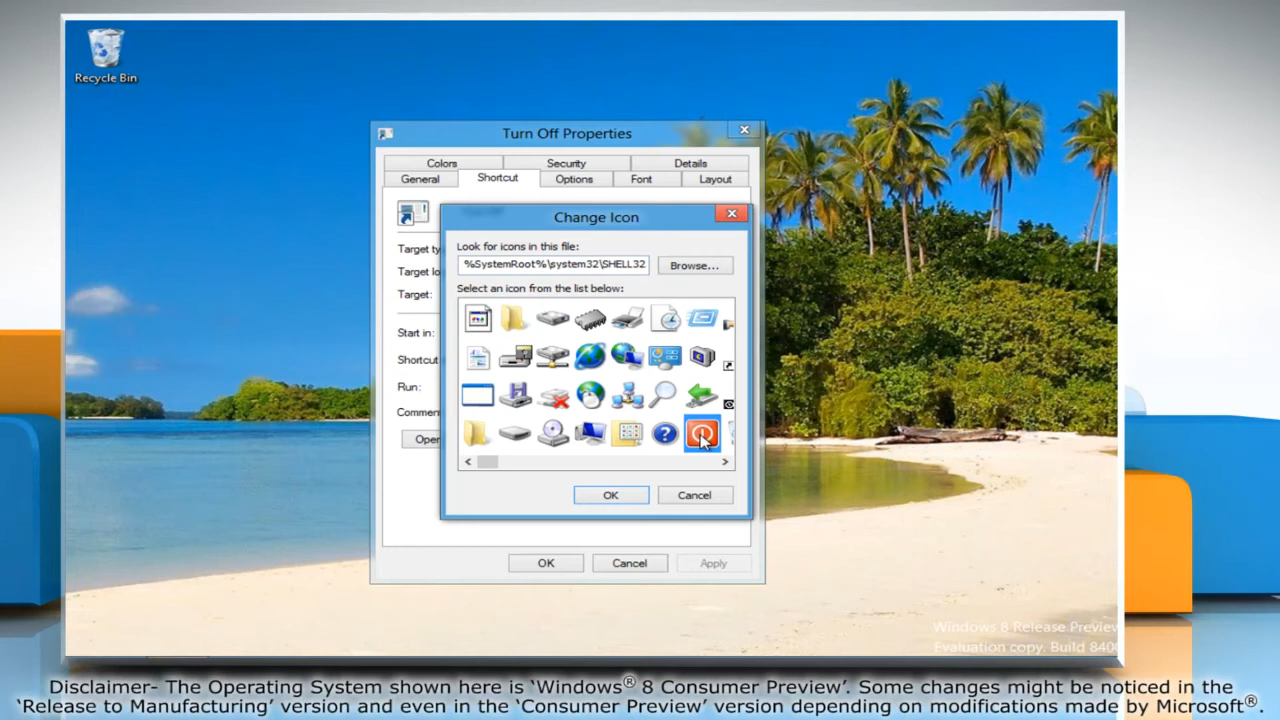 Recycle Bin
Turn Off Properties
Colors Security Details
General Shortcut Options Font Layout
Change Icon
Target ty
Look for icons in this file:
%SystemRoot%\system32\SHELL32 Browse...
Target lo
Select an icon from the list below:
Target:
Start in:
Shortcut
Run:
Commen
Open
OK Cancel
OK Cancel Apply
Windows 8 Release Preview
Evaluation copy. Build 840
Disclaimer- The Operating System shown here is ‘Windows® 8 Consumer Preview’. Some changes might be noticed in the
‘Release to Manufacturing’ version and even in the ‘Consumer Preview’ version depending on modifications made by Microsoft®.